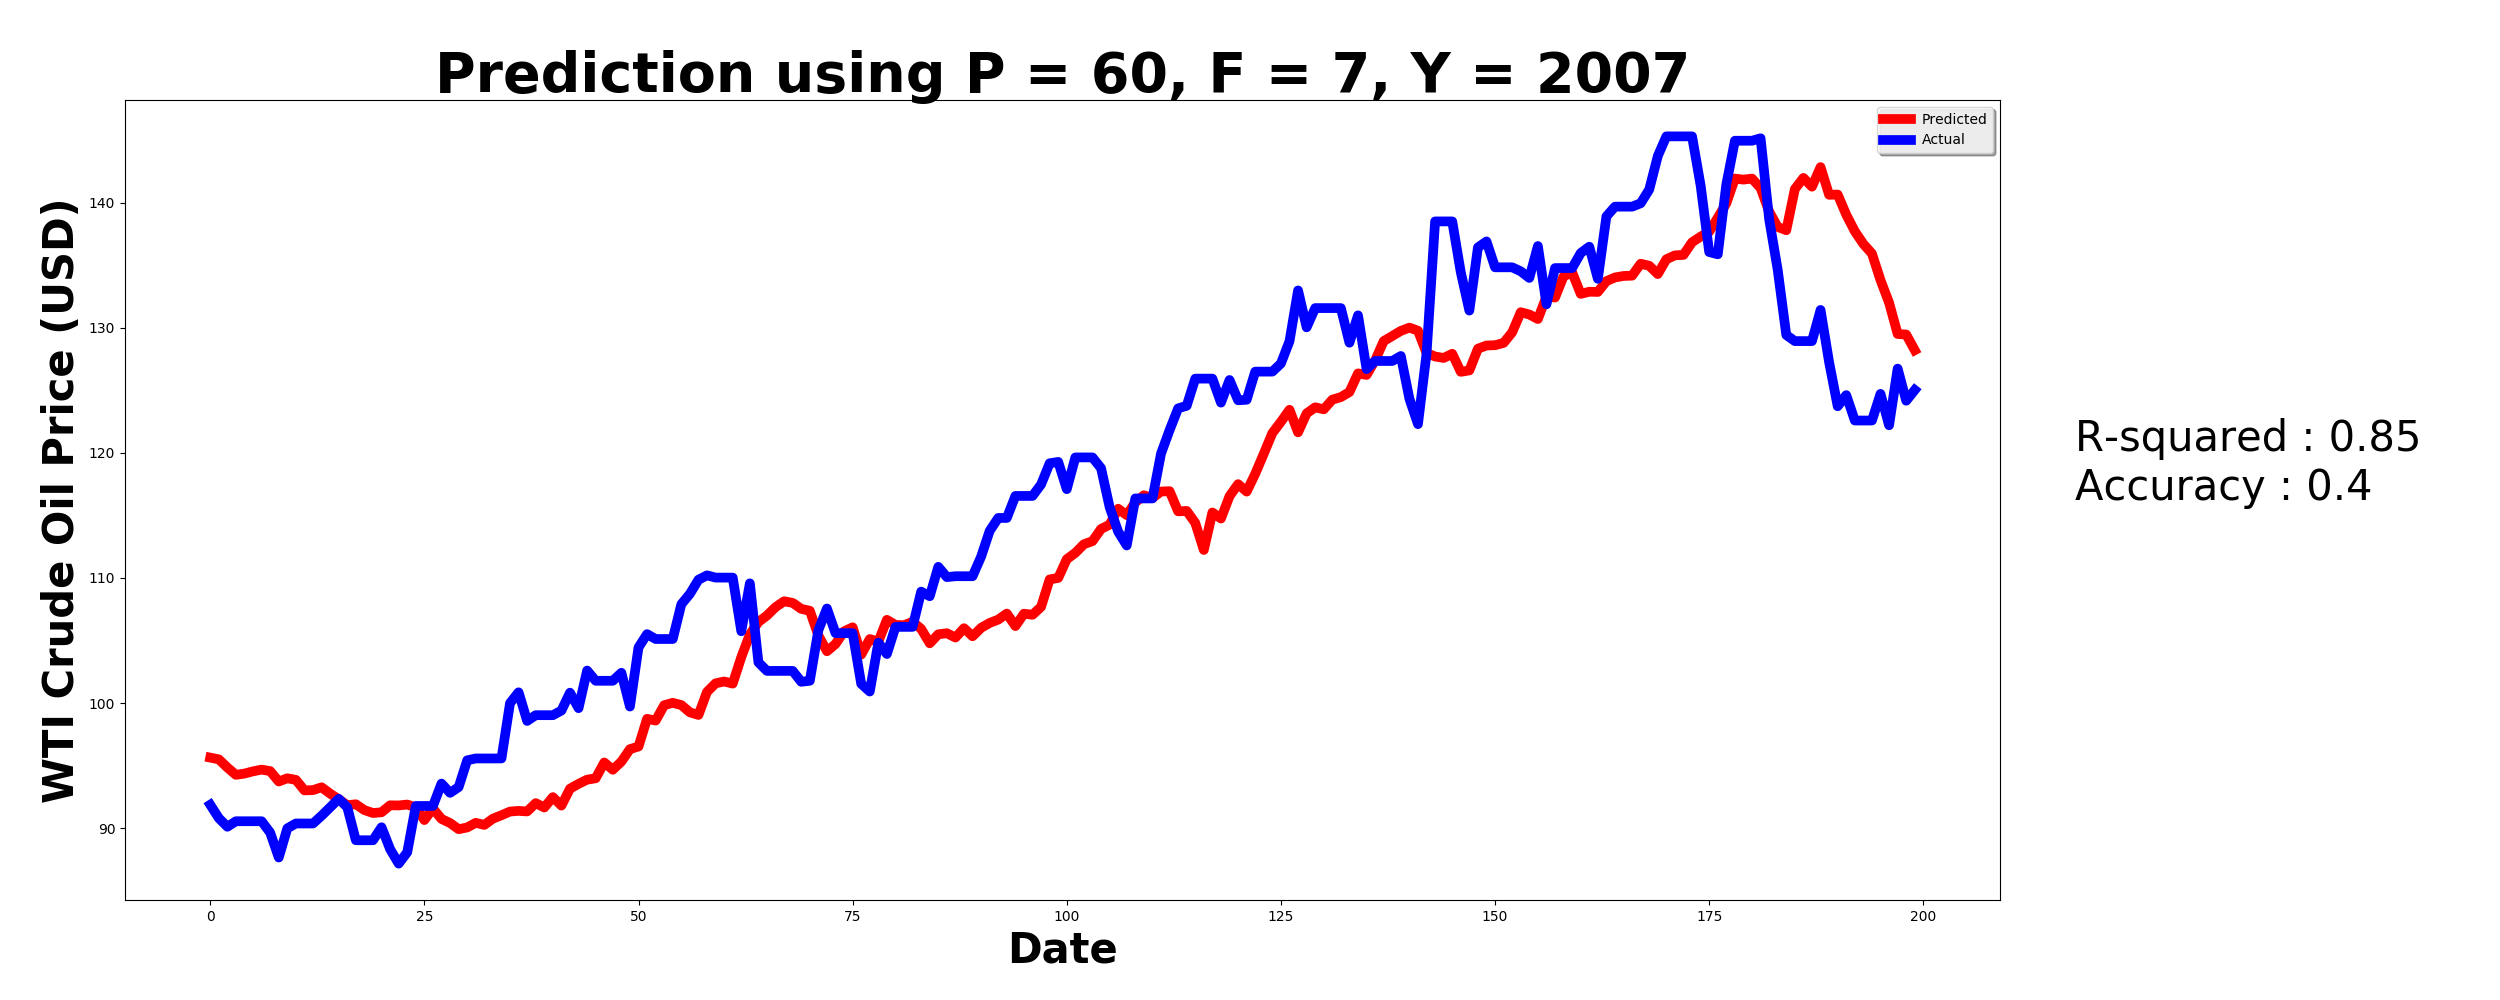 Prediction using P = 60, F = 7, Y = 2007
Predicted
Actual
WTI Crude Oil Price (USD)
140
130
120
110
100
90
0 25 50 75 100 125 150 175 200
Date
R-squared : 0.85
Accuracy : 0.4